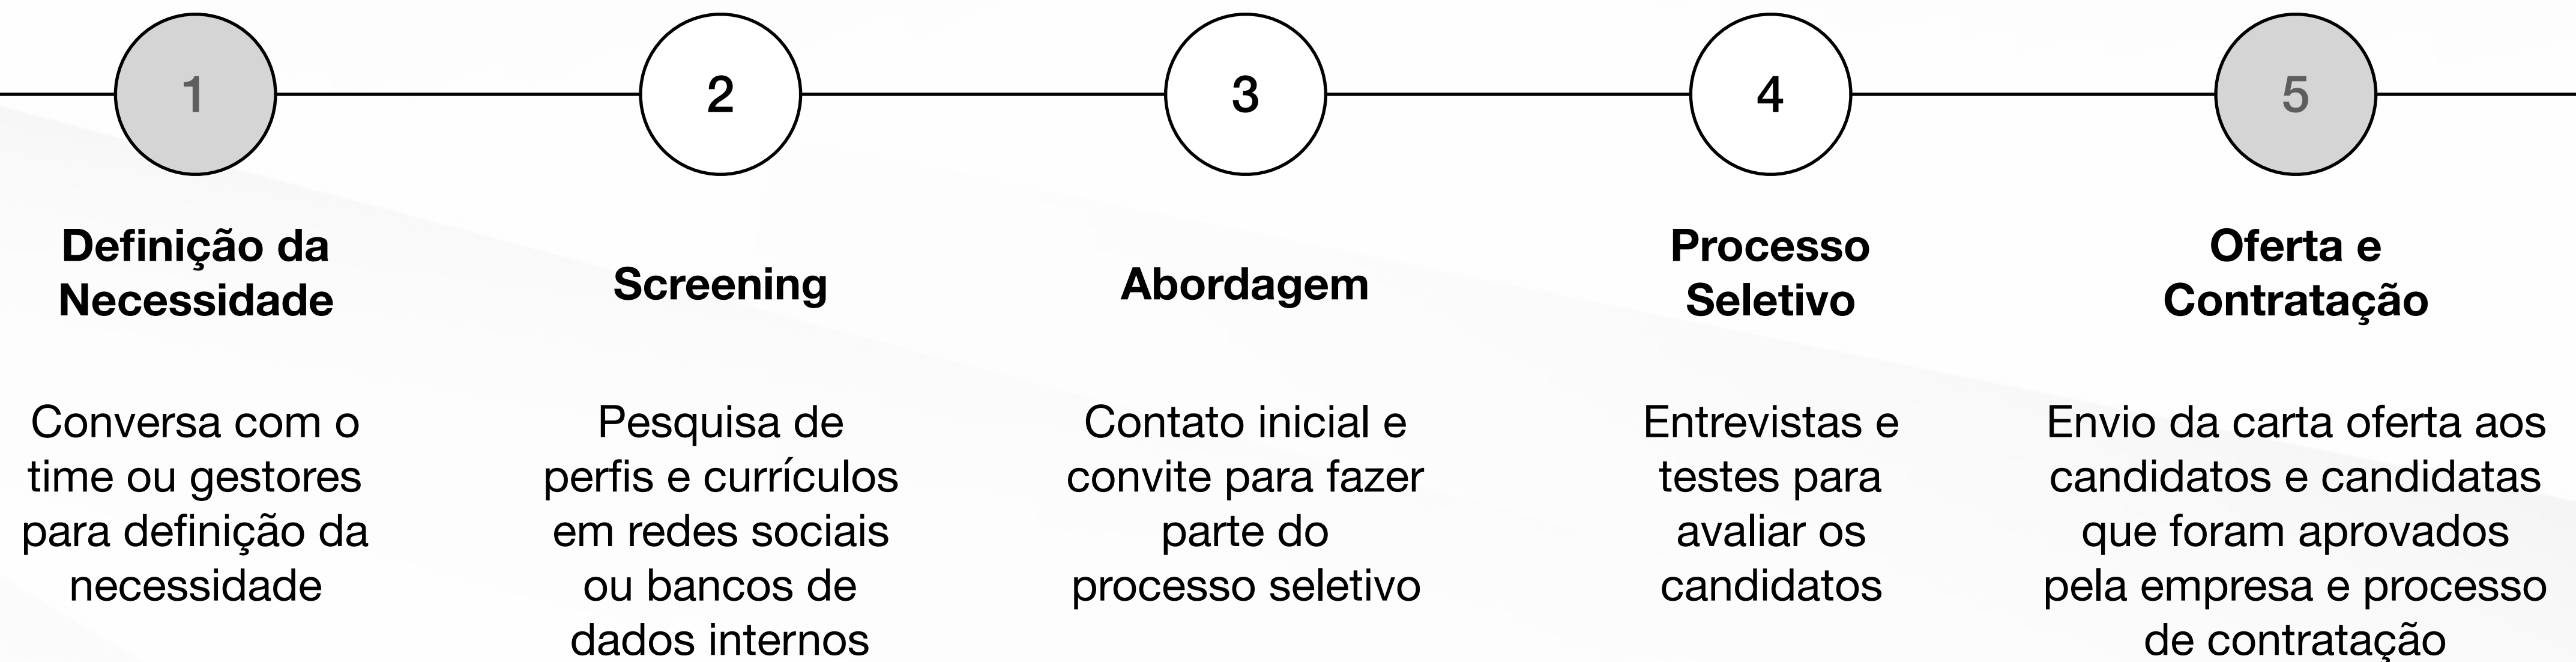 1
2
3
4
5
Definição da
Necessidade
Screening
Abordagem
Processo
Seletivo
Oferta e
Contratação
Conversa com o
time ou gestores
para definição da
necessidade
Pesquisa de
perfis e currículos
em redes sociais
ou bancos de
dados internos
Contato inicial e
convite para fazer
parte do
processo seletivo
Entrevistas e
testes para
avaliar os
candidatos
Envio da carta oferta aos
candidatos e candidatas
que foram aprovados
pela empresa e processo
de contratação